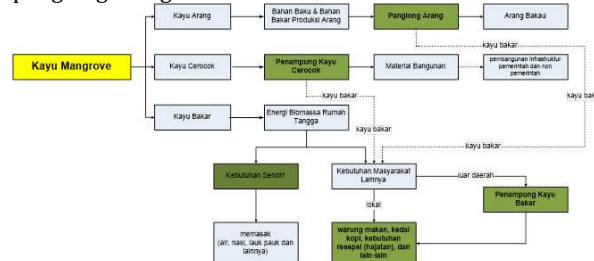 Kayu Arang
Bahan Baku & Bahan
Bakar Produksi Arang
Panglong Arang
Arang Bakau
kayu bakar
Kayu Mangrove
Kayu Cerocok
Penampung Kayu
Cerocok
Material Bangunan
pembangunan infrastruktur
pemerintah dan non
pemerintah
kayu bakar
kayu bak
Kayu Bakar
Energi Biomassa Rumah
Tangga
kayu bakar
kayu bakar
Kebutuhan Sendiri
Kebutuhan Masyarakat
Lainnya
luar daerah
Penampung Kayu
Bakar
lokal
memasak
(air, nasi, lauk pauk dan
lainnya)
warung makan, kedai
kopi, kebutuhan
resepsi (hajatan), dan
lain-lain